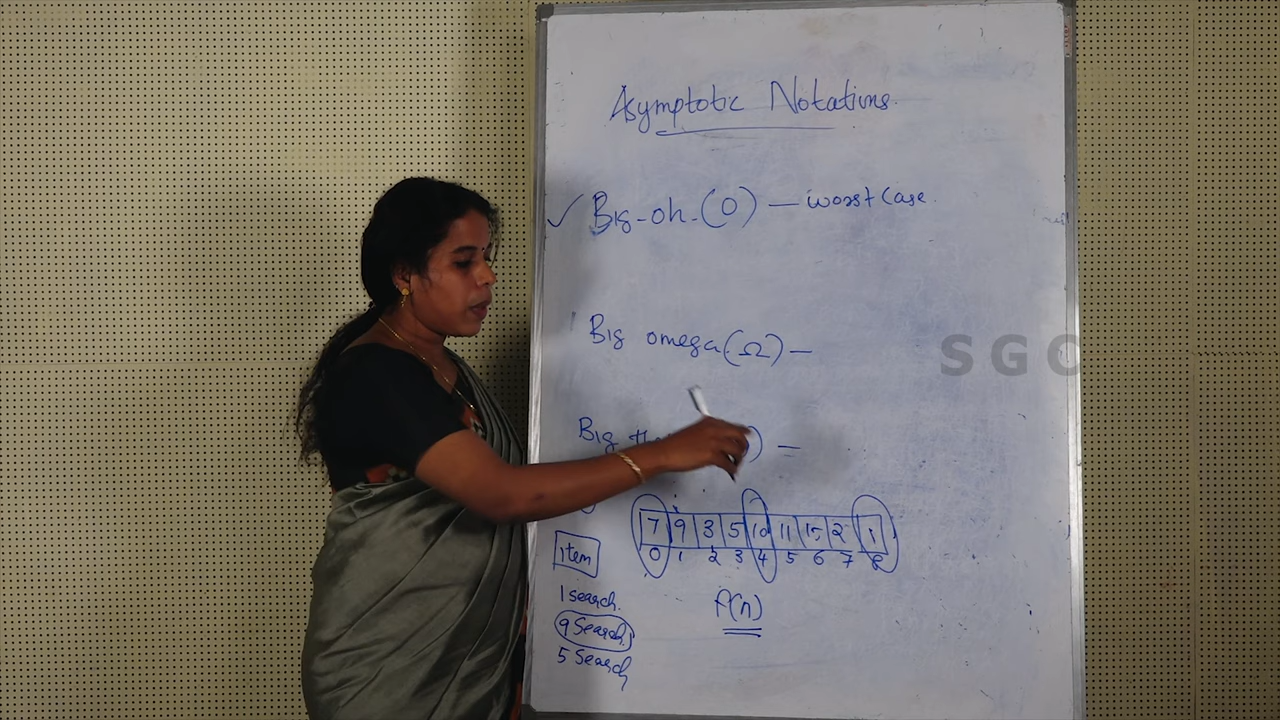 Asymptotic Notations.
✓ Big-oh-(O) — worst case.
Big omega(Ω) —
Big =
7 9 3 5 10 11 15 2 1
0 1 2 3 4 5 6 7 8
Item
1 search.
9 Search.
5 Search
f(n)
SGC